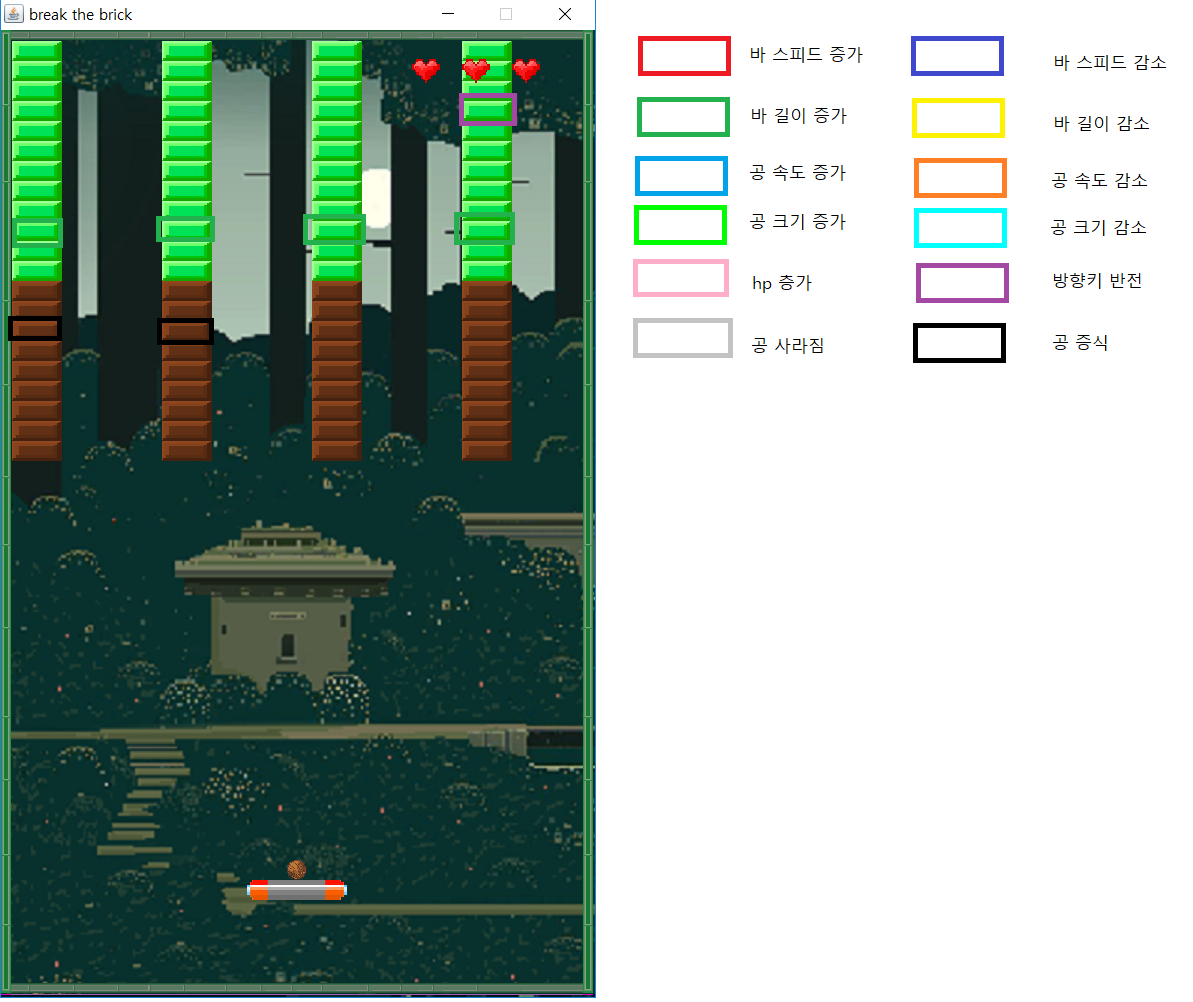 break the brick
바 스피드 증가
바 스피드 감소
바 길이 증가
바 길이 감소
공 속도 증가
공 속도 감소
공 크기 증가
공 크기 감소
hp 증가
방향키 반전
공 사라짐
공 증식